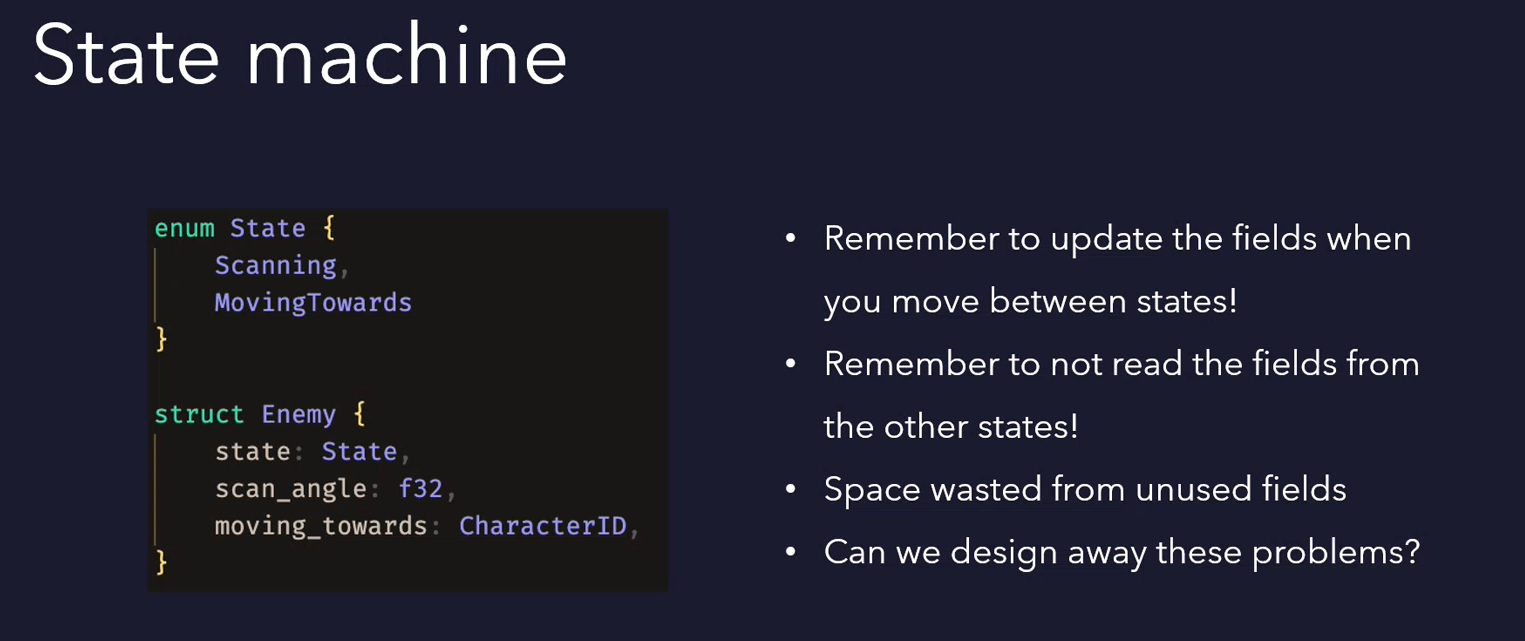 State machine
enum State {
    Scanning,
    MovingTowards
}
struct Enemy {
    state: State,
    scan_angle: f32,
    moving_towards: CharacterID,
}
• Remember to update the fields when
you move between states!
• Remember to not read the fields from
the other states!
• Space wasted from unused fields
• Can we design away these problems?